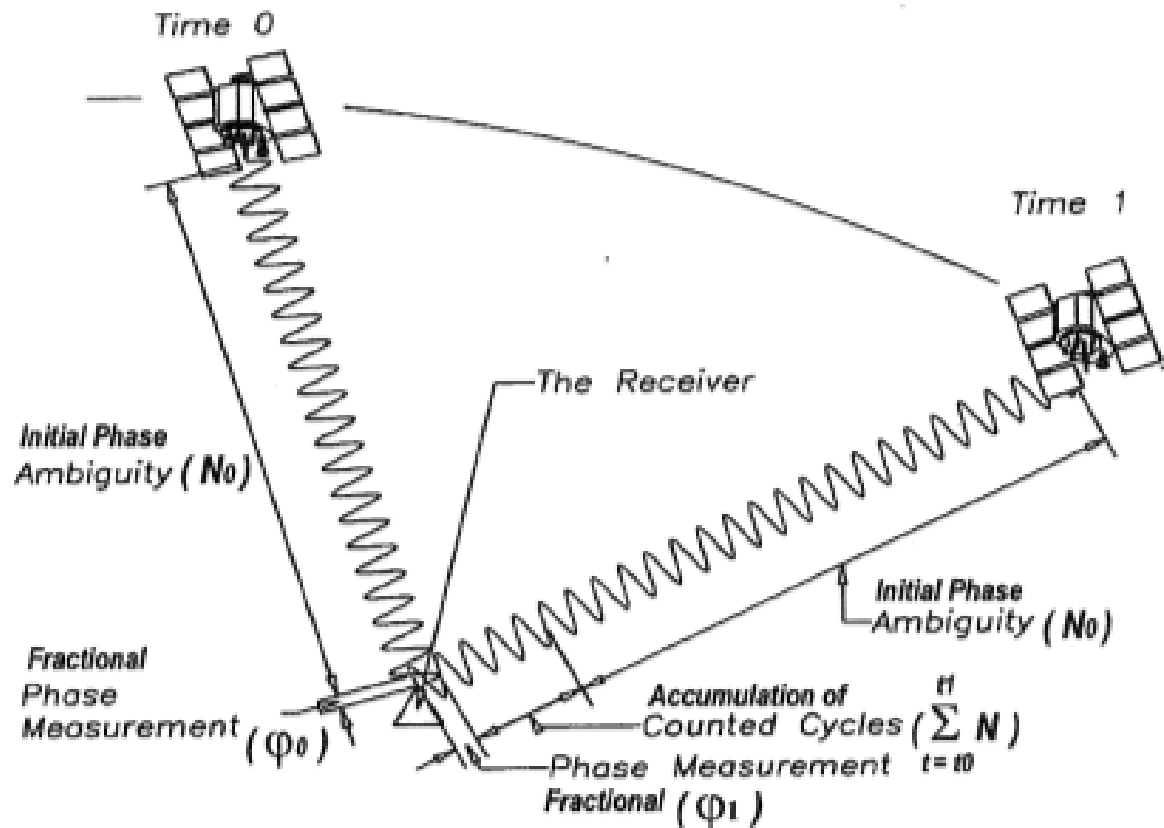 Time 0
Time 1
The Receiver
Initial Phase
Ambiguity (N₀)
Initial Phase
Ambiguity (N₀)
Fractional
Phase
Measurement (φ₀)
Accumulation of t1
Counted Cycles (∑ N)
Phase Measurement t= t0
Fractional (φ₁)